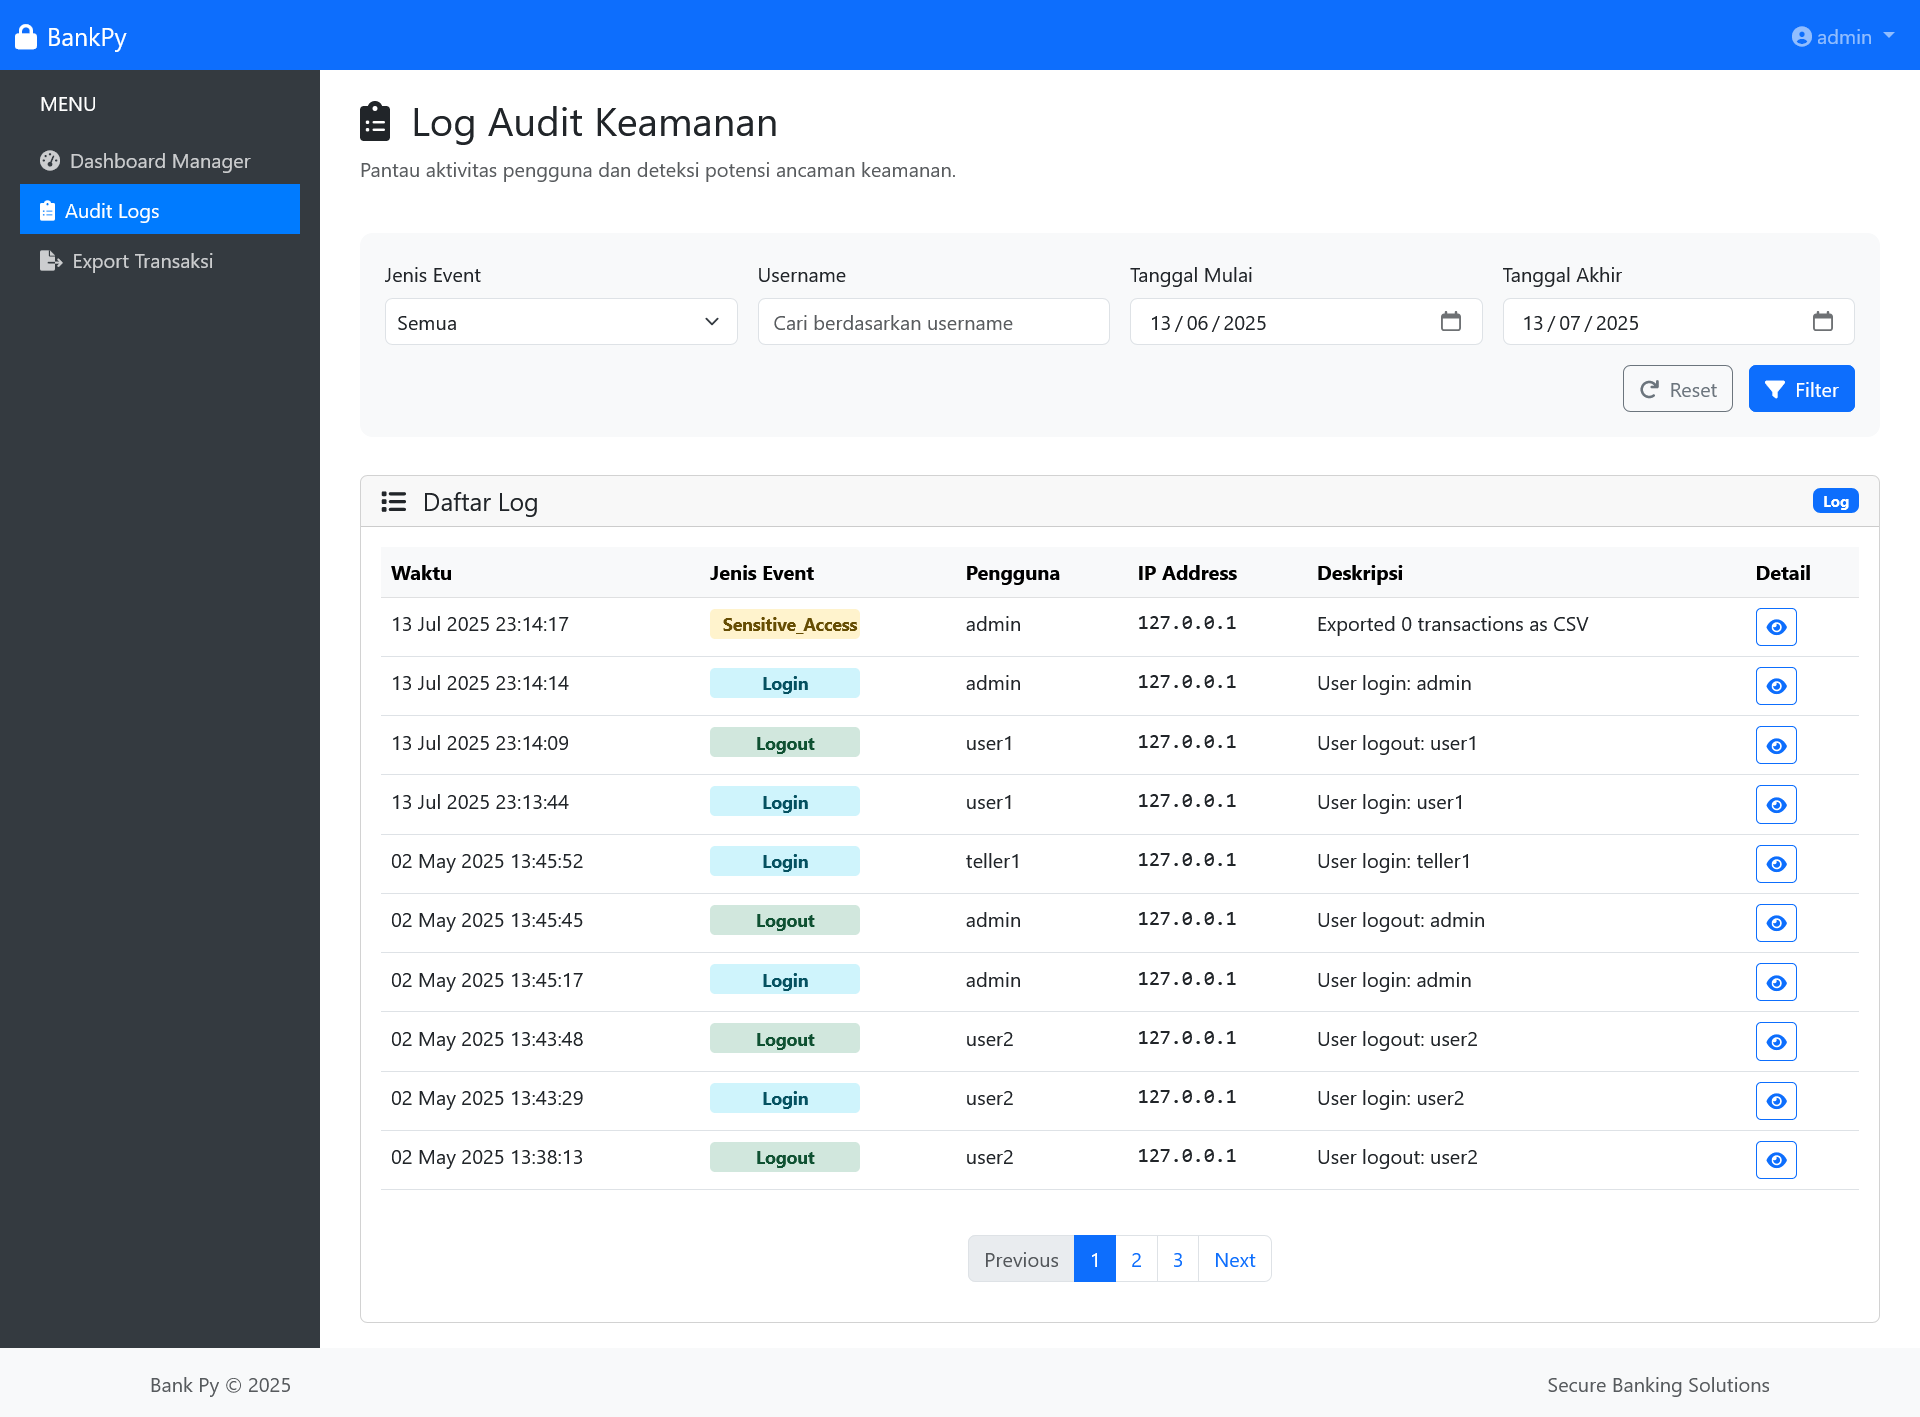 BankPy
admin
MENU
Dashboard Manager
Audit Logs
Export Transaksi
Log Audit Keamanan
Pantau aktivitas pengguna dan deteksi potensi ancaman keamanan.
Jenis Event Username Tanggal Mulai Tanggal Akhir
Semua Cari berdasarkan username 13/06/2025 13/07/2025
Reset Filter
Daftar Log Log
Waktu Jenis Event Pengguna IP Address Deskripsi Detail
13 Jul 2025 23:14:17 Sensitive_Access admin 127.0.0.1 Exported 0 transactions as CSV
13 Jul 2025 23:14:14 Login admin 127.0.0.1 User login: admin
13 Jul 2025 23:14:09 Logout user1 127.0.0.1 User logout: user1
13 Jul 2025 23:13:44 Login user1 127.0.0.1 User login: user1
02 May 2025 13:45:52 Login teller1 127.0.0.1 User login: teller1
02 May 2025 13:45:45 Logout admin 127.0.0.1 User logout: admin
02 May 2025 13:45:17 Login admin 127.0.0.1 User login: admin
02 May 2025 13:43:48 Logout user2 127.0.0.1 User logout: user2
02 May 2025 13:43:29 Login user2 127.0.0.1 User login: user2
02 May 2025 13:38:13 Logout user2 127.0.0.1 User logout: user2
Previous 1 2 3 Next
Bank Py © 2025 Secure Banking Solutions